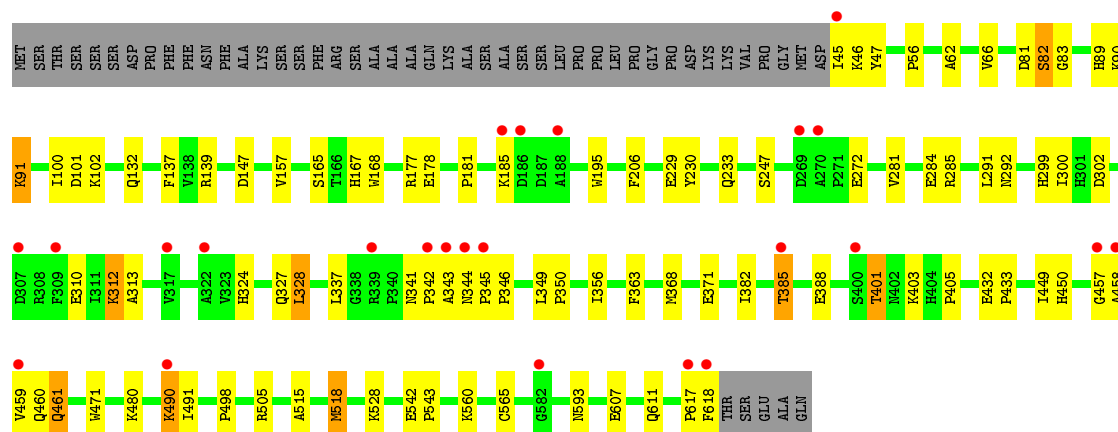 MET SER THR SER SER SER ASP PRO PHE PHE ASN PHE ALA LYS SER SER PHE ARG SER ALA ALA ALA GLN LYS ALA SER ALA SER SER LEU PRO PRO LEU PRO GLY PRO ASP LYS LYS VAL PRO GLY MET ASP I45 K46 Y47 P56 A62 V66 D81 S82 G83 H89 K90
K91 I100 D101 K102 Q132 F137 V138 R139 D147 V157 S165 T166 H167 W168 R177 E178 P181 K185 D186 D187 A188 W195 F206 E229 Y230 Q233 S247 D269 A270 P271 E272 V281 E284 R285 L291 N292 H299 I300 H301 D302
D307 R308 F309 E310 I311 K312 A313 V317 A322 V323 H324 Q327 L328 L337 G338 R339 P340 N341 P342 A343 N344 P345 P346 L349 P350 I356 F363 M368 E371 I382 T385 E388 S400 T401 N402 K403 H404 P405 E432 P433 I449 H450 G457 A458
V459 Q460 Q461 W471 K480 K490 I491 P498 R505 A515 M518 K528 E542 P543 K560 C565 G582 N593 E607 Q611 P617 F618 THR SER GLU ALA GLN